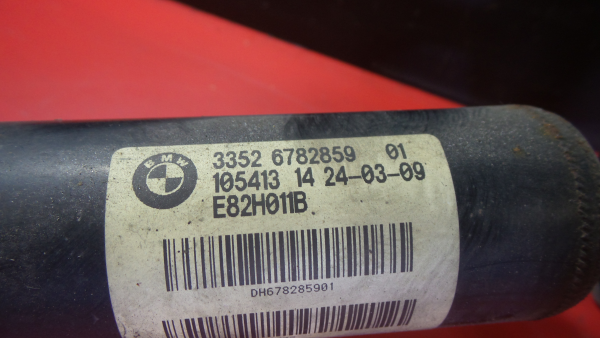 BMW
3352 6782859 01
105413 14 24-03-09
E82H011B
DH678285901